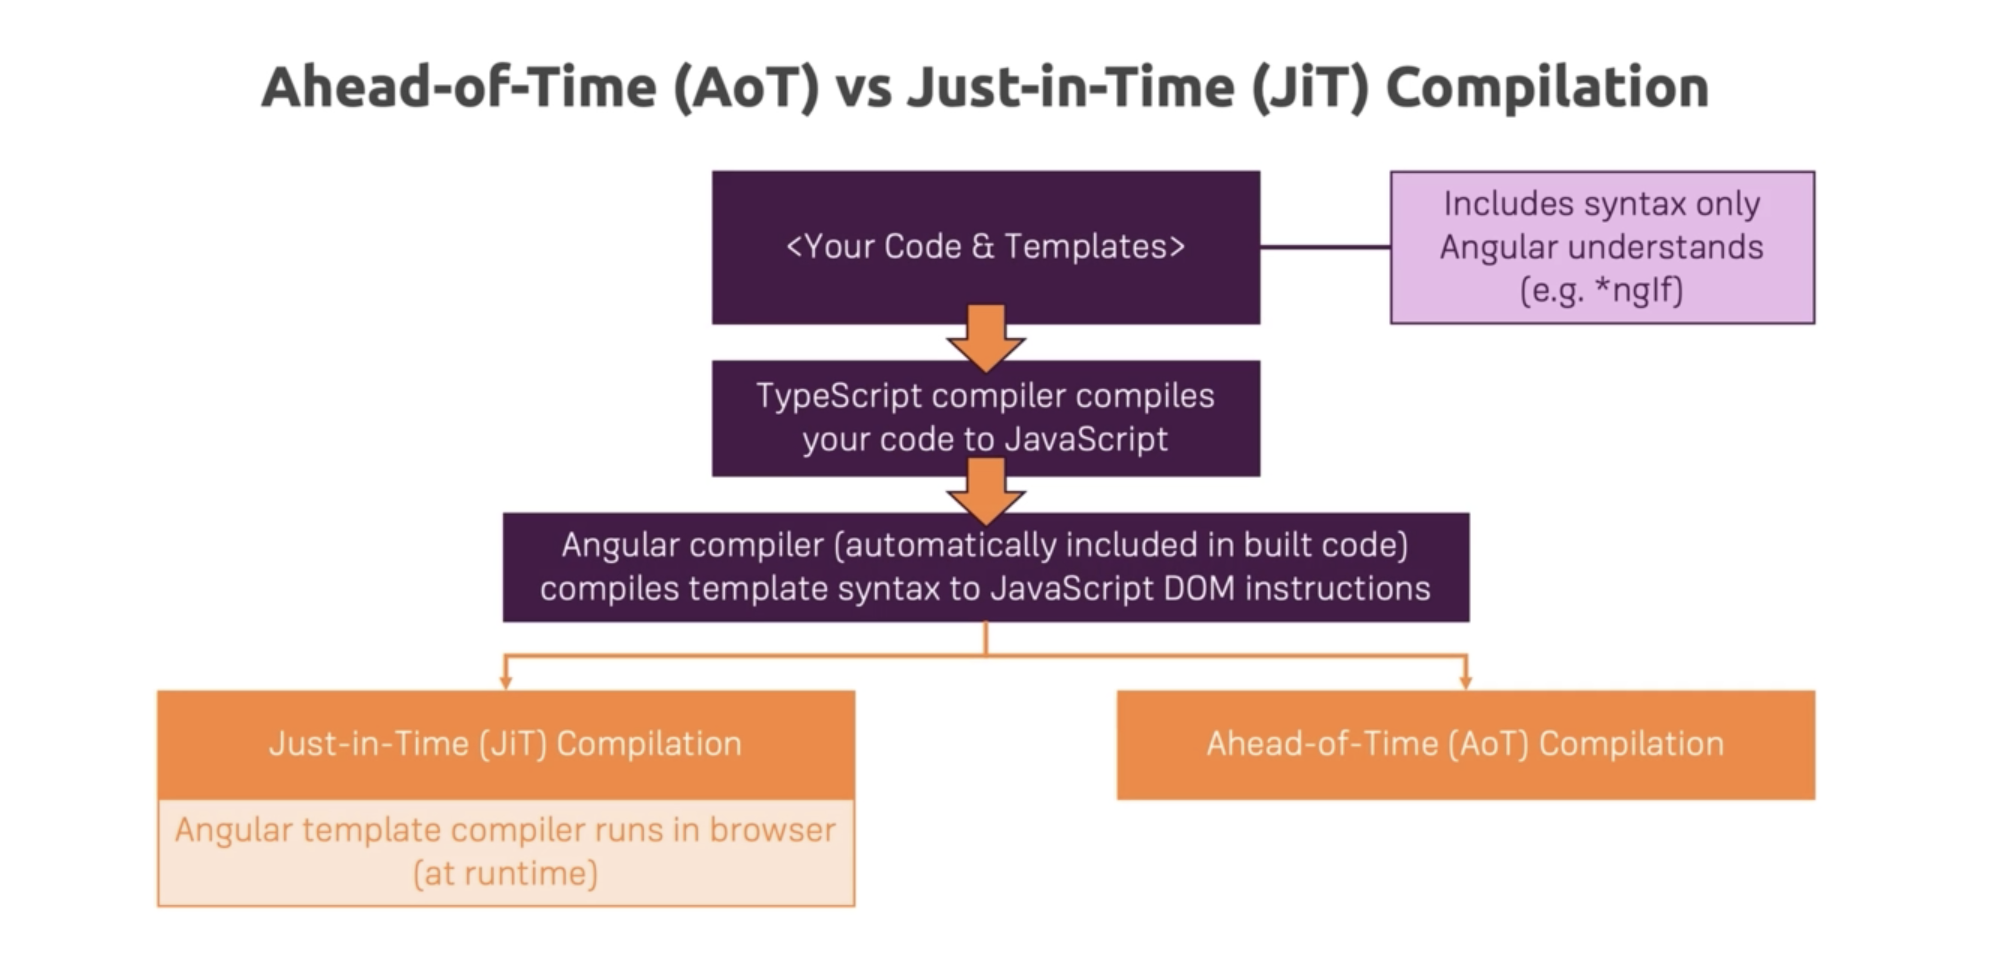 Ahead-of-Time (AoT) vs Just-in-Time (JiT) Compilation
<Your Code & Templates>
Includes syntax only
Angular understands
(e.g. *ngIf)
TypeScript compiler compiles
your code to JavaScript
Angular compiler (automatically included in built code)
compiles template syntax to JavaScript DOM instructions
Just-in-Time (JiT) Compilation
Angular template compiler runs in browser
(at runtime)
Ahead-of-Time (AoT) Compilation